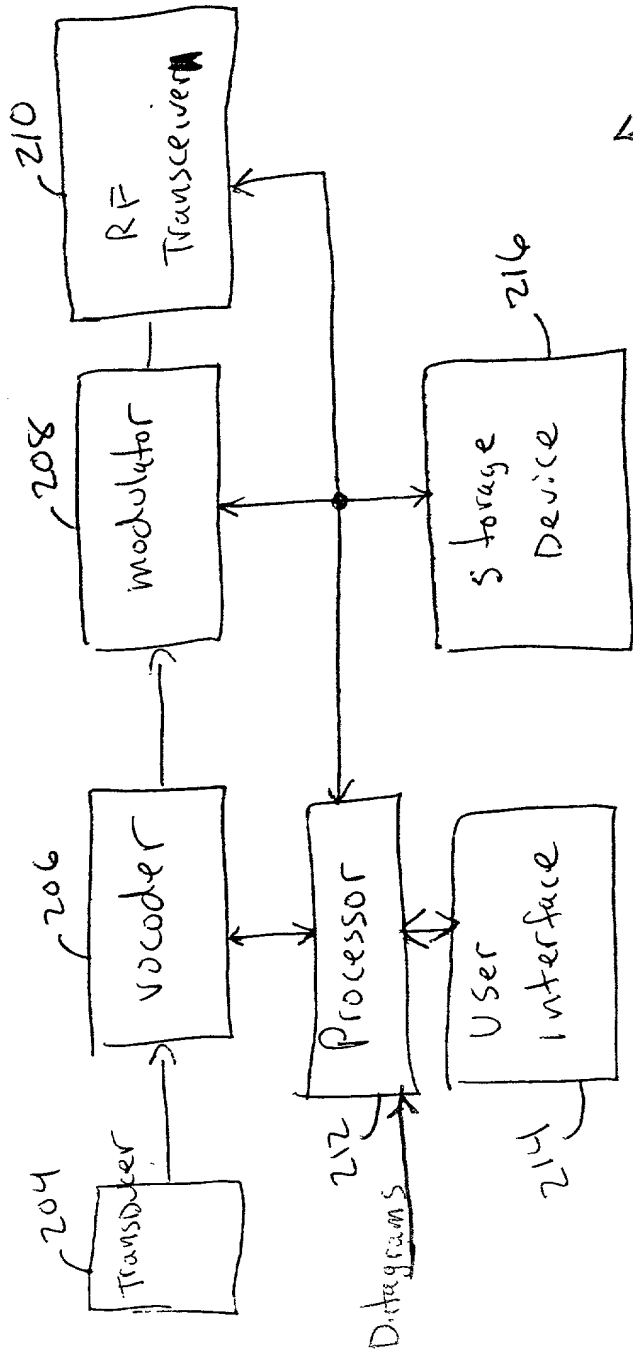 204
Transducer
206
vocoder
208
modulator
210
RF
Transceiver
Datagrams
212
Processor
214
User
interface
216
Storage
Device